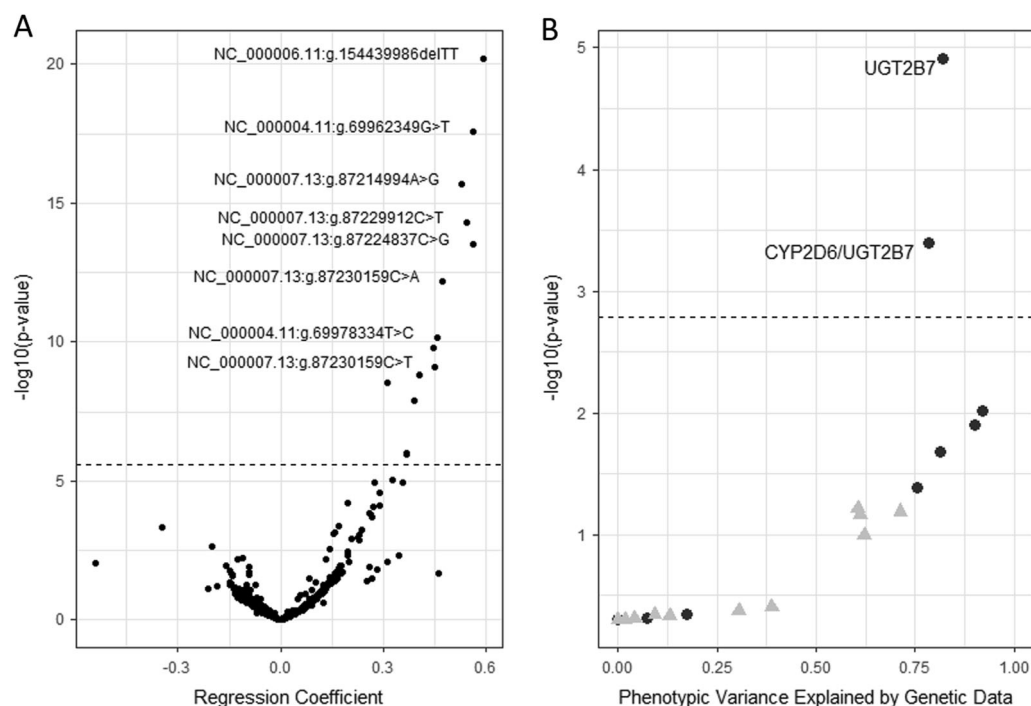 A
20
15
10
5
0
-log10(p-value)
NC_000006.11:g.154439986delTT
NC_000004.11:g.69962349G>T
NC_000007.13:g.87214994A>G
NC_000007.13:g.87229912C>T
NC_000007.13:g.87224837C>G
NC_000007.13:g.87230159C>A
NC_000004.11:g.69978334T>C
NC_000007.13:g.87230159C>T
-0.3
0.0
0.3
0.6
Regression Coefficient
B
5
4
3
2
1
-log10(p-value)
UGT2B7
CYP2D6/UGT2B7
0.00
0.25
0.50
0.75
1.00
Phenotypic Variance Explained by Genetic Data